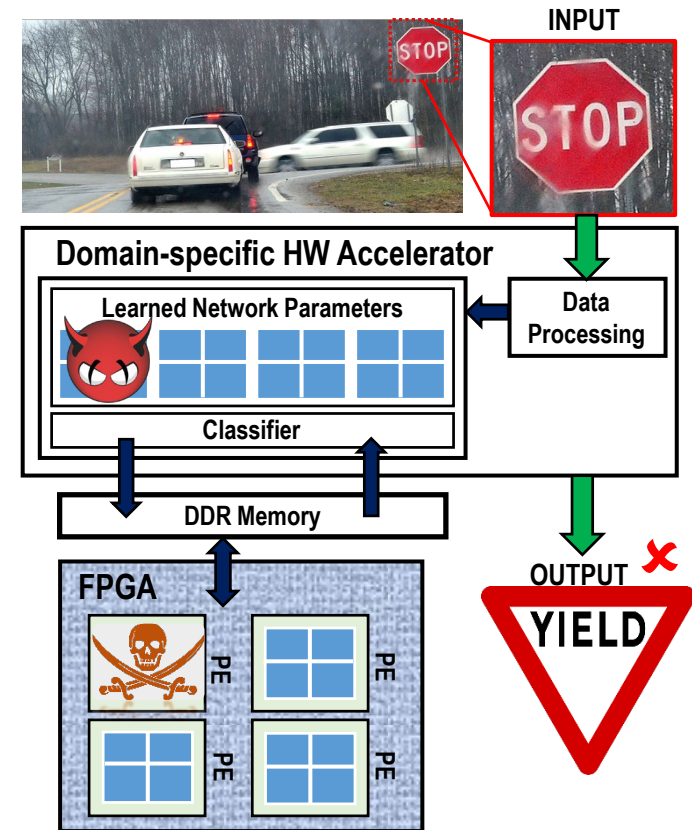 INPUT
STOP
STOP
Domain-specific HW Accelerator
Learned Network Parameters
Data
Processing
Classifier
DDR Memory
OUTPUT
FPGA
YIELD
PE
PE
PE
PE